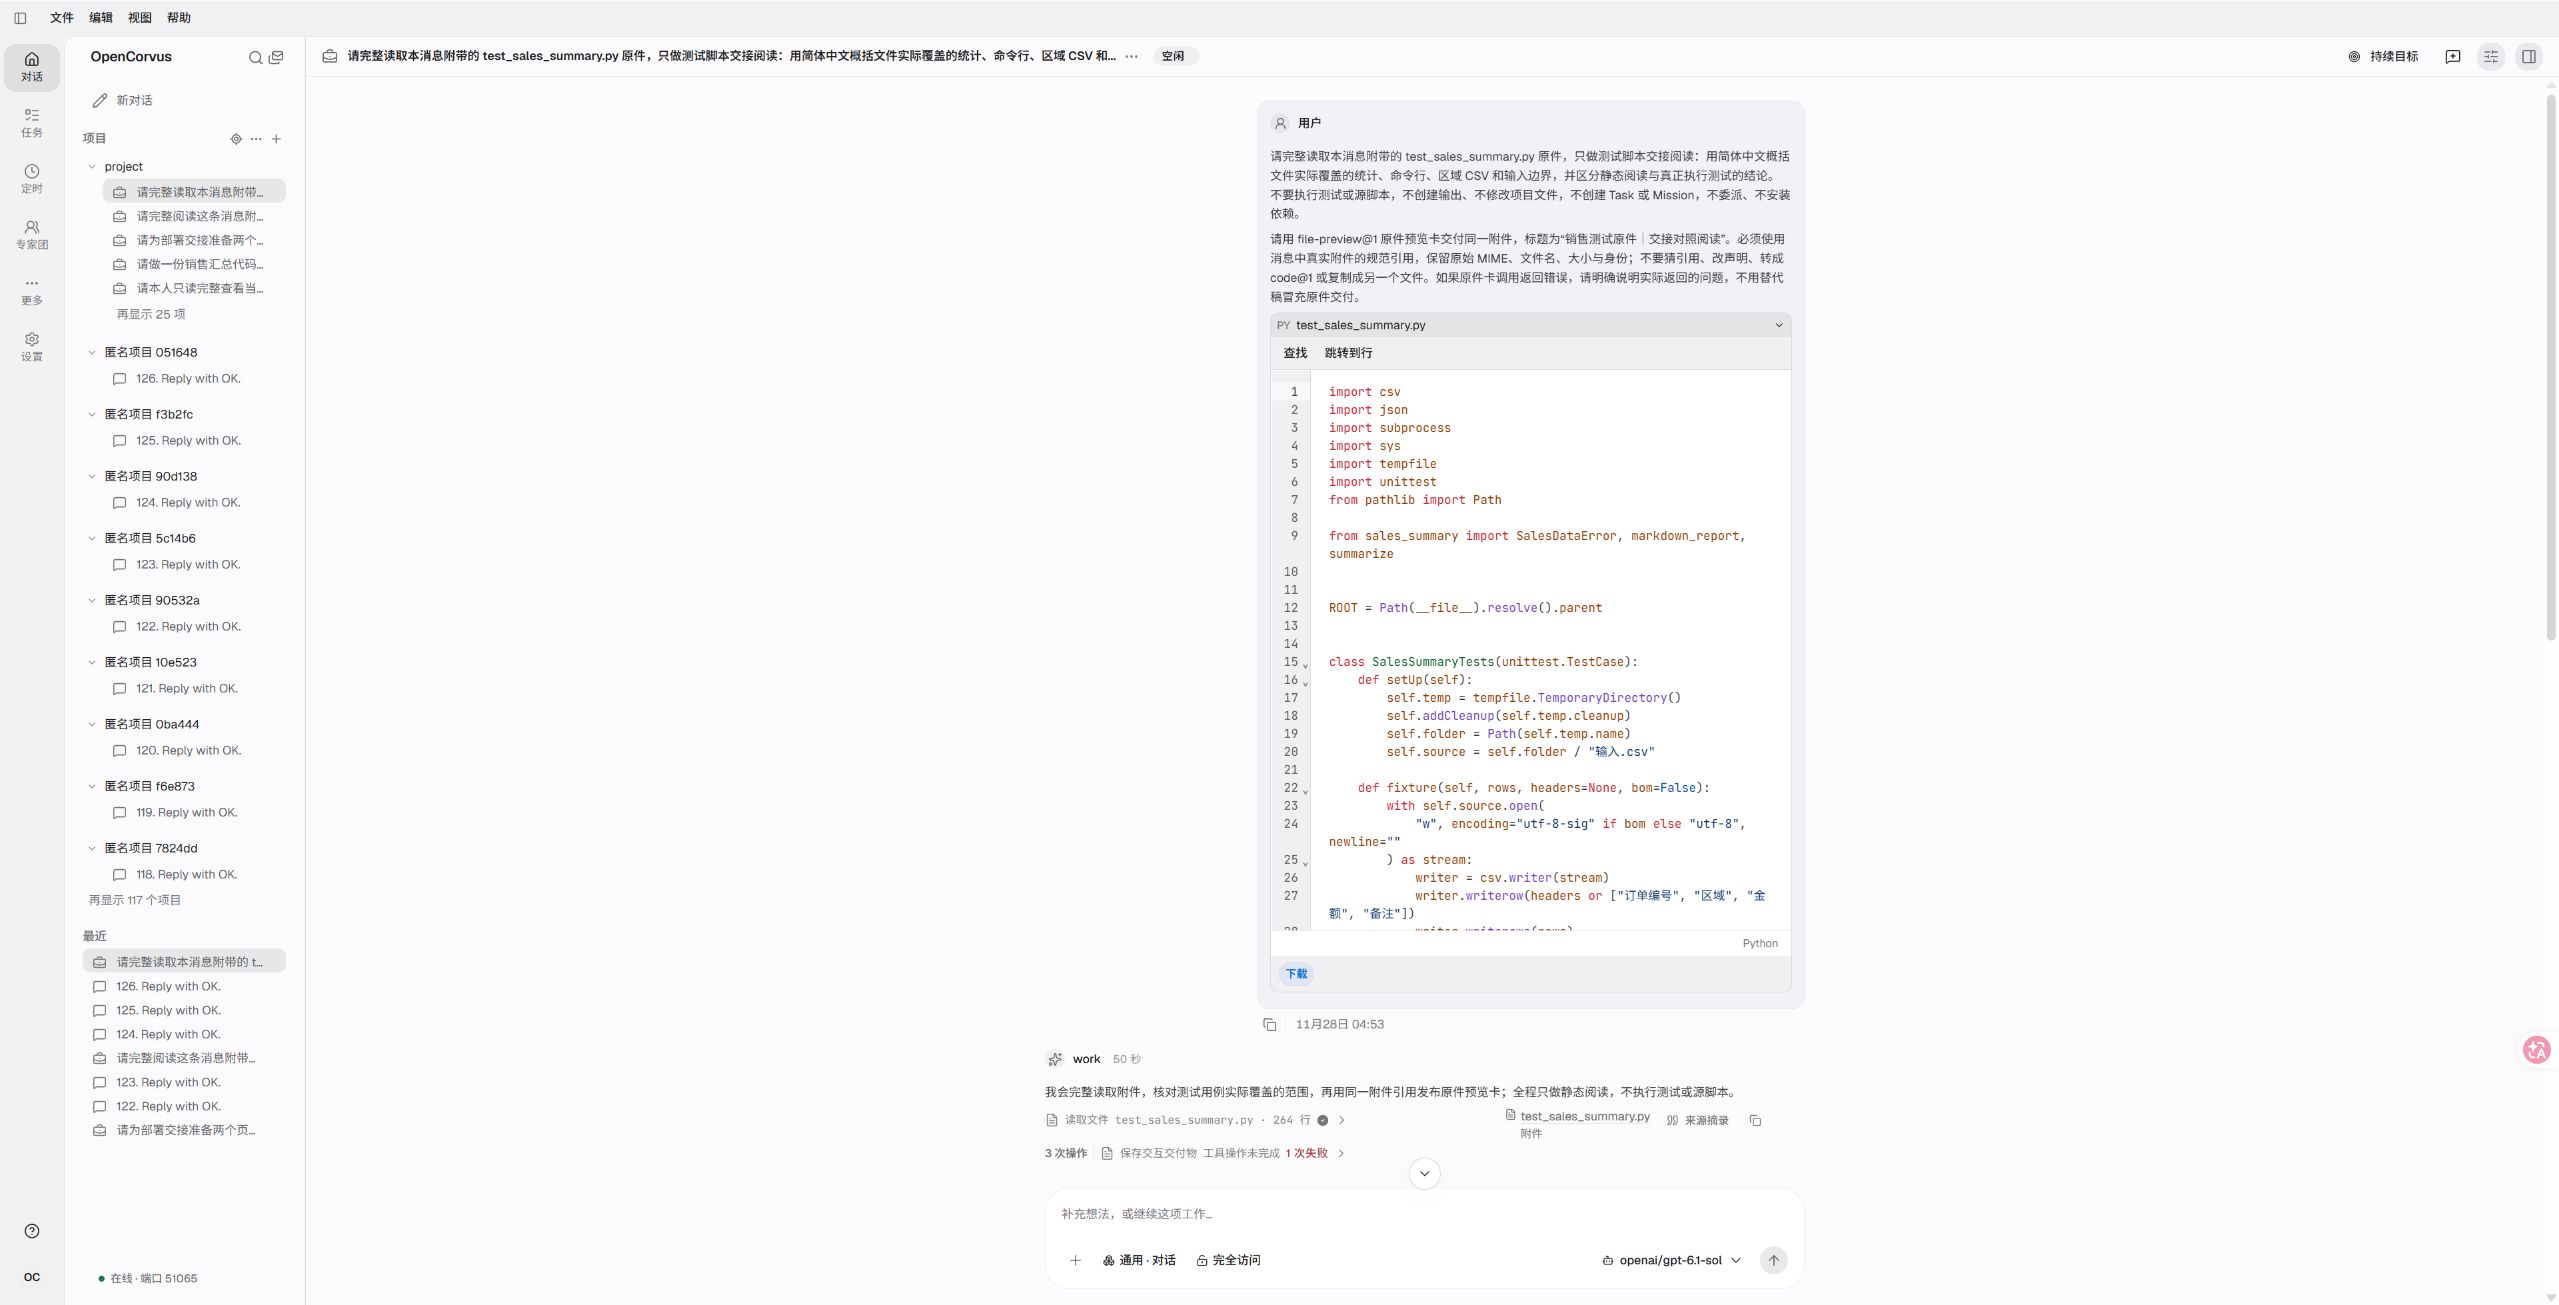 文件 编辑 视图 帮助
对话
任务
定时
专家团
更多
设置
OC
OpenCorvus
新对话
项目
project
请完整读取本消息附带...
请完整阅读这条消息附...
请为部署交接准备两个...
请做一份销售汇总代码...
请本人只读完整查看当...
再显示 25 项
匿名项目 051648
126. Reply with OK.
匿名项目 f3b2fc
125. Reply with OK.
匿名项目 90d138
124. Reply with OK.
匿名项目 5c14b6
123. Reply with OK.
匿名项目 90532a
122. Reply with OK.
匿名项目 10e523
121. Reply with OK.
匿名项目 0ba444
120. Reply with OK.
匿名项目 f6e873
119. Reply with OK.
匿名项目 7824dd
118. Reply with OK.
再显示 117 个项目
最近
请完整读取本消息附带的 t...
126. Reply with OK.
125. Reply with OK.
124. Reply with OK.
请完整阅读这条消息附带...
123. Reply with OK.
122. Reply with OK.
请为部署交接准备两个页...
在线 · 端口 51065
请完整读取本消息附带的 test_sales_summary.py 原件，只做测试脚本交接阅读：用简体中文概括文件实际覆盖的统计、命令行、区域 CSV 和... ··· 空闲
持续目标
用户
请完整读取本消息附带的 test_sales_summary.py 原件，只做测试脚本交接阅读：用简体中文概括
文件实际覆盖的统计、命令行、区域 CSV 和输入边界，并区分静态阅读与真正执行测试的结论。
不要执行测试或源脚本，不创建输出、不修改项目文件，不创建 Task 或 Mission，不委派、不安装
依赖。
请用 file-preview@1 原件预览卡交付同一附件，标题为“销售测试原件｜交接对照阅读”。必须使用
消息中真实附件的规范引用，保留原始 MIME、文件名、大小与身份；不要猜引用、改声明、转成
code@1 或复制成另一个文件。如果原件卡调用返回错误，请明确说明实际返回的问题，不用替代
稿冒充原件交付。
PY test_sales_summary.py
查找 跳转到行
1 import csv
2 import json
3 import subprocess
4 import sys
5 import tempfile
6 import unittest
7 from pathlib import Path
8
9 from sales_summary import SalesDataError, markdown_report,
summarize
10
11
12 ROOT = Path(__file__).resolve().parent
13
14
15 class SalesSummaryTests(unittest.TestCase):
16 def setUp(self):
17 self.temp = tempfile.TemporaryDirectory()
18 self.addCleanup(self.temp.cleanup)
19 self.folder = Path(self.temp.name)
20 self.source = self.folder / "输入.csv"
21
22 def fixture(self, rows, headers=None, bom=False):
23 with self.source.open(
24 "w", encoding="utf-8-sig" if bom else "utf-8",
newline=""
25 ) as stream:
26 writer = csv.writer(stream)
27 writer.writerow(headers or ["订单编号", "区域", "金
额", "备注"])
Python
下载
11月28日 04:53
work 50 秒
我会完整读取附件，核对测试用例实际覆盖的范围，再用同一附件引用发布原件预览卡；全程只做静态阅读，不执行测试或源脚本。
读取文件 test_sales_summary.py · 264 行
test_sales_summary.py
附件
来源摘录
3 次操作 保存交互交付物 工具操作未完成 1 次失败
补充想法，或继续这项工作...
通用 · 对话 完全访问
openai/gpt-6.1-sol